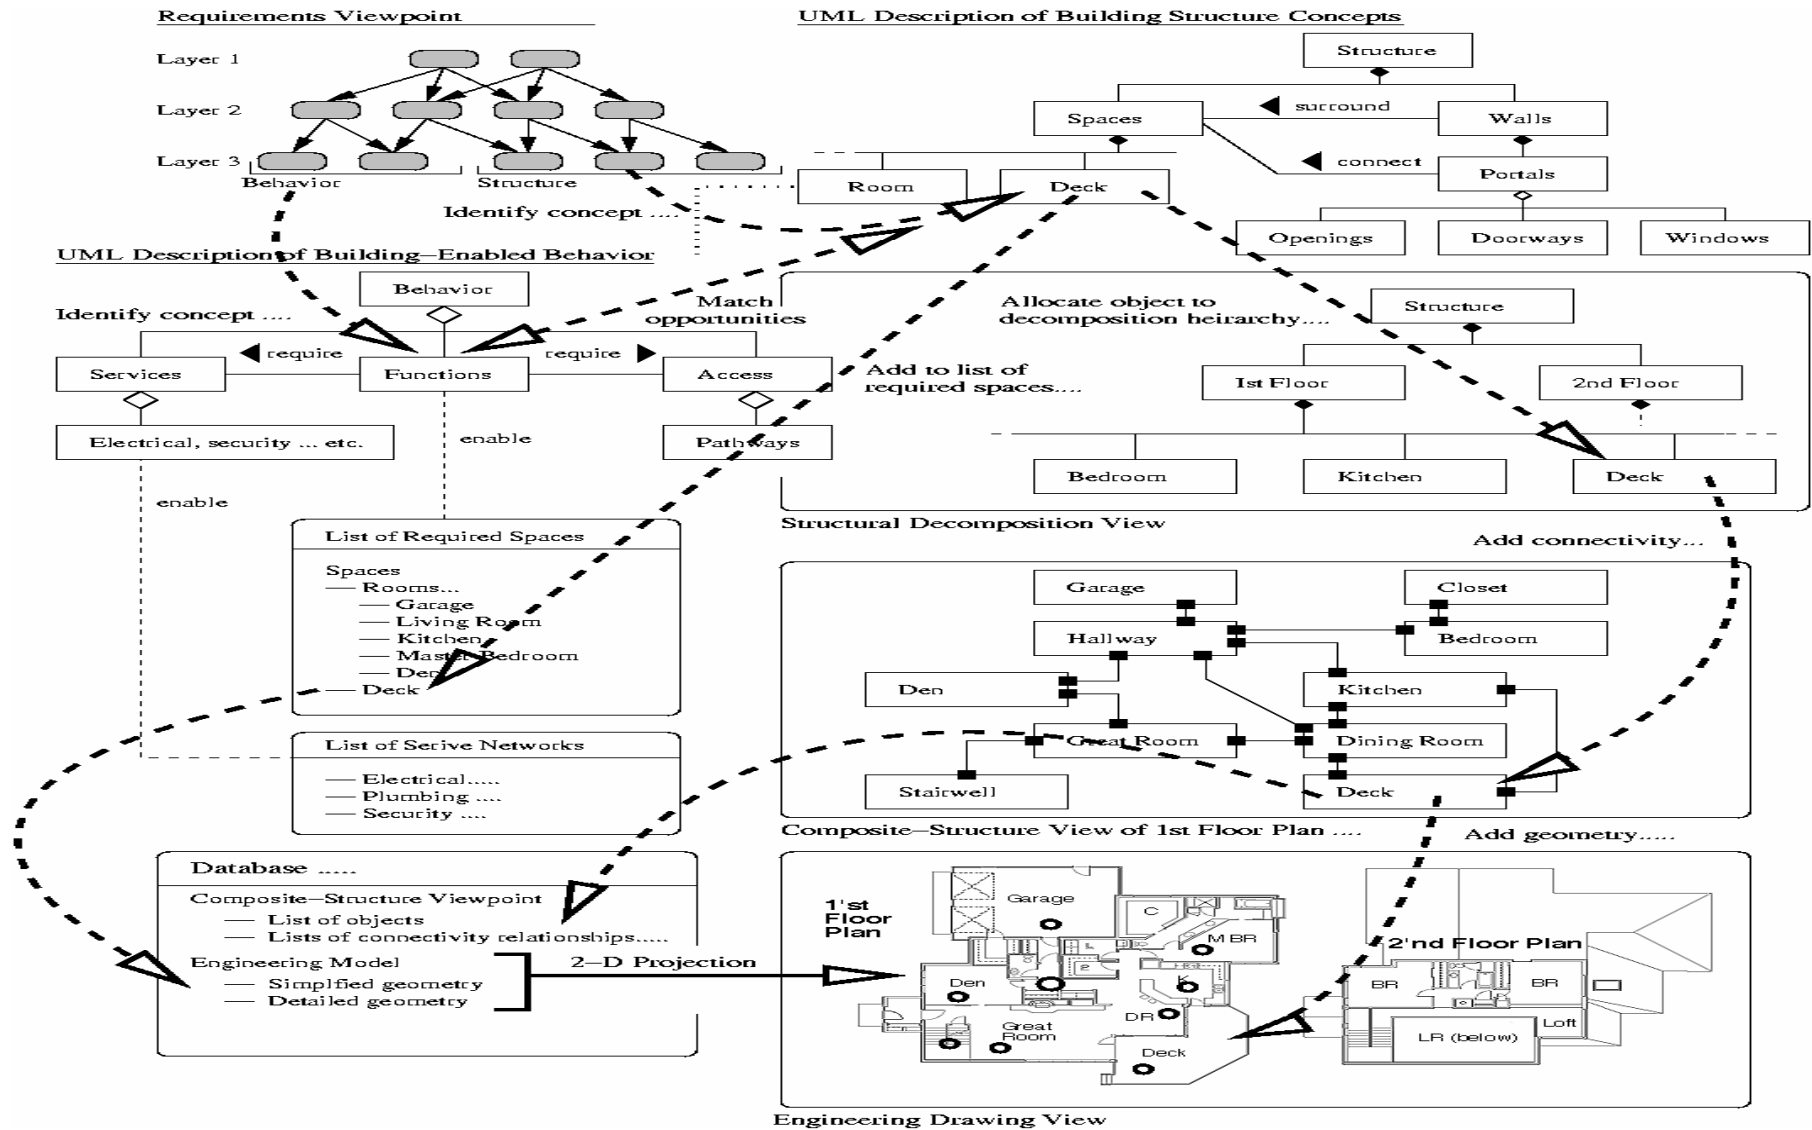 Requirements Viewpoint
Layer 1
Layer 2
Layer 3
Behavior
Structure
Identify concept ....
UML Description of Building Structure Concepts
Structure
Spaces
surround
Walls
connect
Portals
Room
Deck
Openings
Doorways
Windows
UML Description of Building-Enabled Behavior
Behavior
Identify concept ....
Match
opportunities
require
require
Services
Functions
Access
Electrical, security ... etc.
enable
Pathways
enable
Allocate object to
decomposition heirarchy....
Add to list of
required spaces....
Structure
1st Floor
2nd Floor
Bedroom
Kitchen
Deck
Structural Decomposition View
Add connectivity...
List of Required Spaces
Spaces
— Rooms...
— Garage
— Living Room
— Kitchen
— Master Bedroom
— Den
— Deck
List of Serive Networks
— Electrical.....
— Plumbing ....
— Security ....
Garage
Closet
Hallway
Bedroom
Den
Kitchen
Great Room
Dining Room
Stairwell
Deck
Composite-Structure View of 1st Floor Plan ....
Add geometry.....
Database .....
Composite-Structure Viewpoint
— List of objects
— Lists of connectivity relationships.....
Engineering Model
— Simplfied geometry
— Detailed geometry
2-D Projection
1'st
Floor
Plan
Garage
C
M BR
L
P
Den
K
DR
Great
Room
Deck
2'nd Floor Plan
BR
BR
Loft
LR (below)
Engineering Drawing View